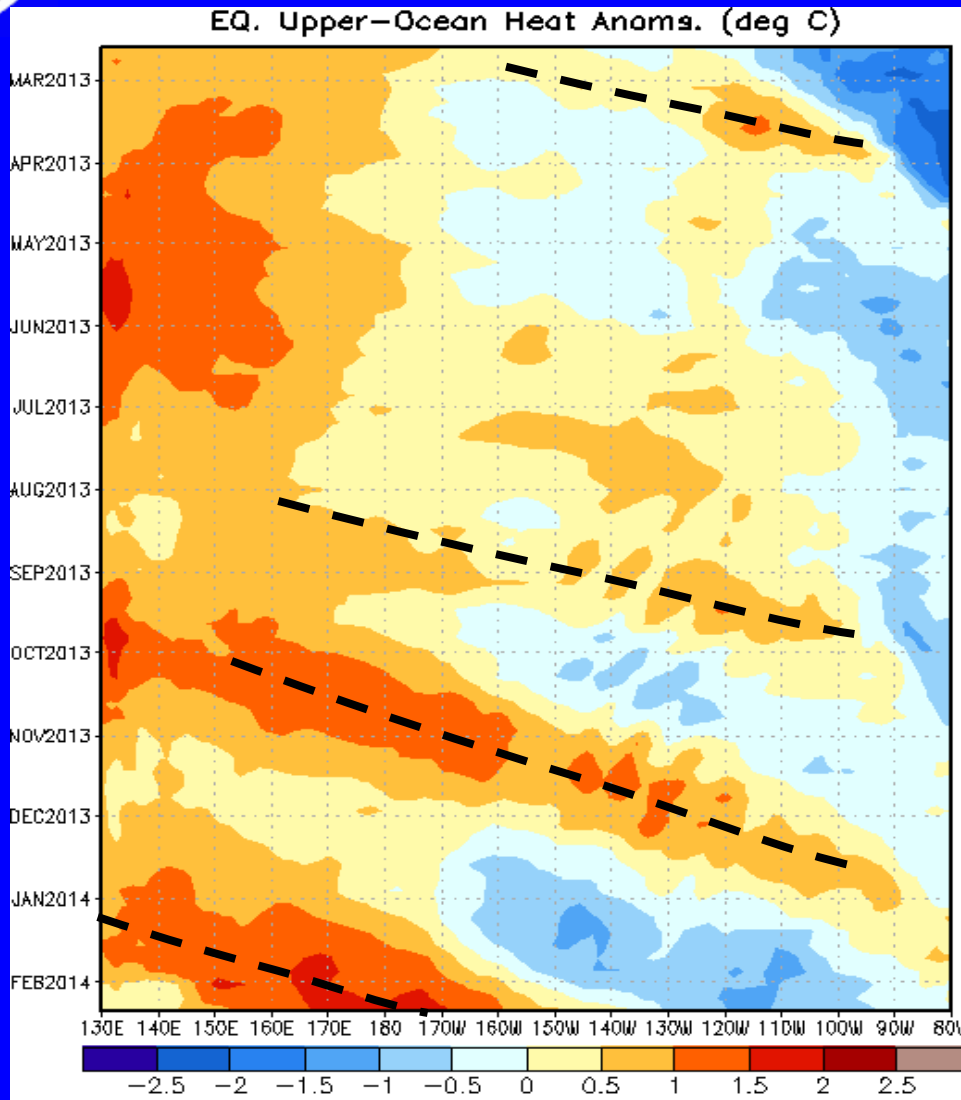 EQ. Upper-Ocean Heat Anoms. (deg C)
MAR2013
APR2013
MAY2013
JUN2013
JUL2013
AUG2013
SEP2013
OCT2013
NOV2013
DEC2013
JAN2014
FEB2014
130E 140E 150E 160E 170E 180 170W 160W 150W 140W 130W 120W 110W 100W 90W 80W
-2.5 -2 -1.5 -1 -0.5 0 0.5 1 1.5 2 2.5